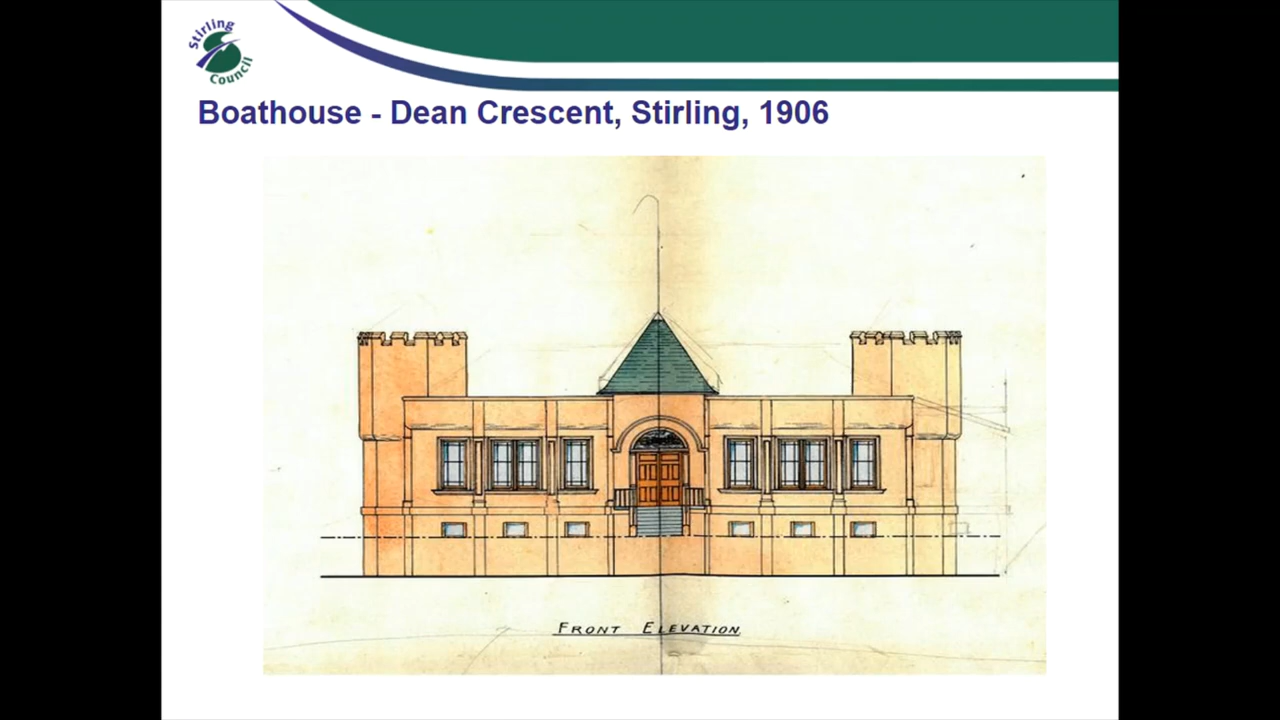 Stirling
Council
Boathouse - Dean Crescent, Stirling, 1906
FRONT ELEVATION